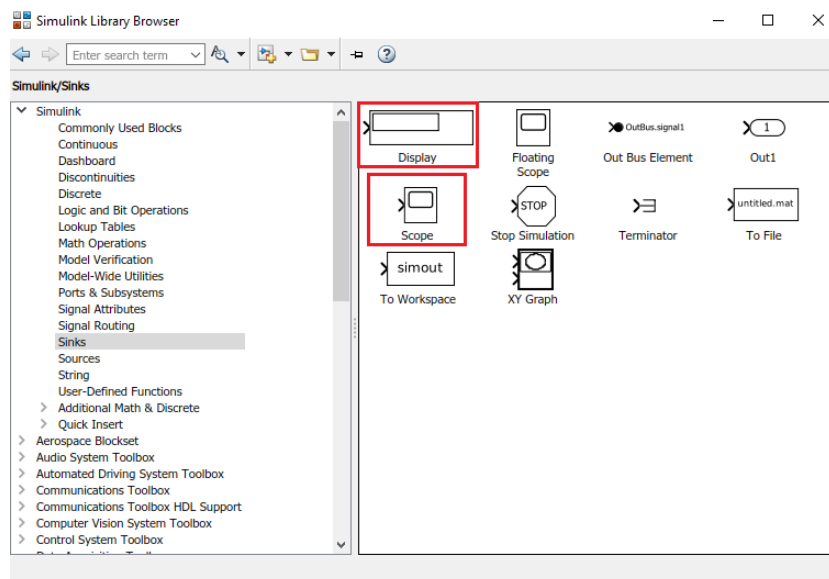 Simulink Library Browser
Enter search term
Simulink/Sinks
Simulink
Commonly Used Blocks
Continuous
Dashboard
Discontinuities
Discrete
Logic and Bit Operations
Lookup Tables
Math Operations
Model Verification
Model-Wide Utilities
Ports & Subsystems
Signal Attributes
Signal Routing
Sinks
Sources
String
User-Defined Functions
Additional Math & Discrete
Quick Insert
Aerospace Blockset
Audio System Toolbox
Automated Driving System Toolbox
Communications Toolbox
Communications Toolbox HDL Support
Computer Vision System Toolbox
Control System Toolbox
Display
Floating
Scope
OutBus.signal1
Out Bus Element
1
Out1
Scope
STOP
Stop Simulation
Terminator
untitled.mat
To File
simout
To Workspace
XY Graph